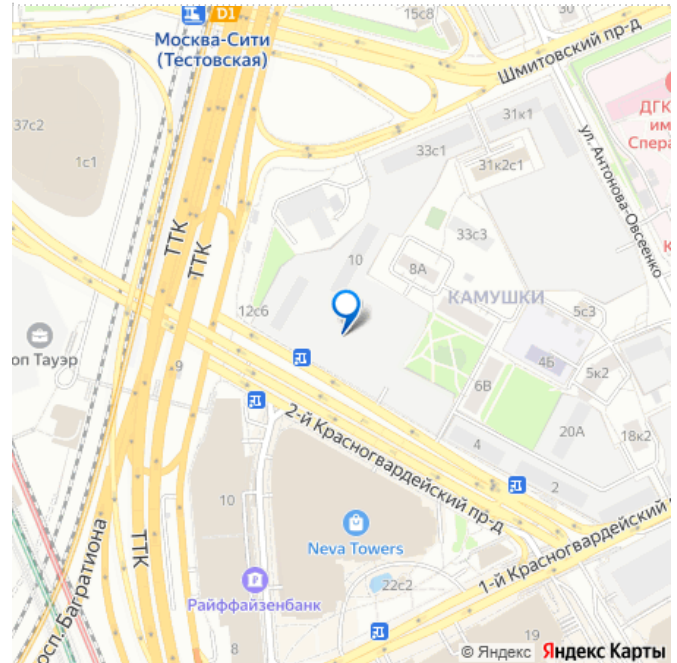 D1
Москва-Сити
(Тестовская)
15с8
30
Шмитовский пр-д
37с2
1с1
31к1
33с1
31к2с1
ДГК
им
Спера
ул. Антонова-Овсеенко
К
ТТК
ТТК
10
8А
33с3
КАМУШКИ
12с6
5с3
оп Тауэр
9
4Б
5к2
6В
20А
18к2
4
2
2-й Красногвардейский пр-д
10
Neva Towers
1-й Красногвардейский
ТТК
осп. Багратиона
Райффайзенбанк
22с2
8
19
© Яндекс Яндекс Карты